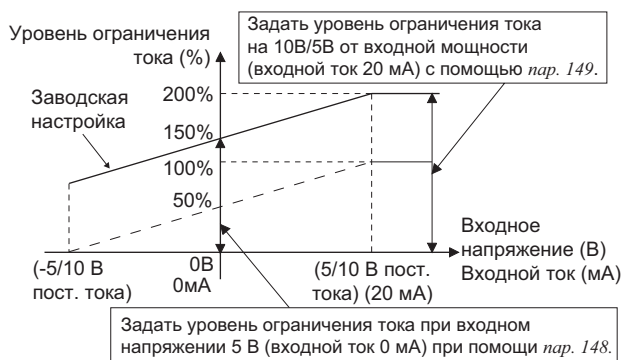 Уровень ограничения
тока (%)
Задать уровень ограничения тока
на 10В/5В от входной мощности
(входной ток 20 мА) с помощью пар. 149.
Заводская
настройка
200%
150%
100%
50%
Входное
напряжение (В)
Входной ток (мА)
(-5/10 В
пост. тока)
0В
0мА
(5/10 В пост.
тока) (20 мА)
Задать уровень ограничения тока при входном
напряжении 5 В (входной ток 0 мА) при помощи пар. 148.